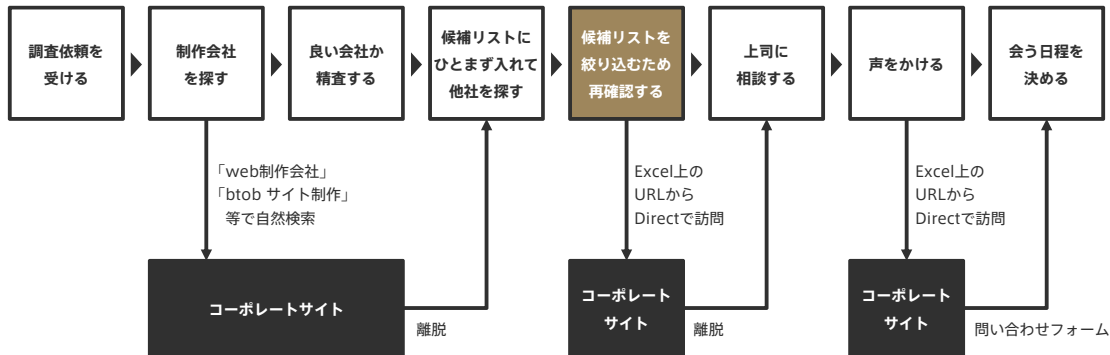 調査依頼を
受ける
制作会社
を探す
良い会社か
精査する
候補リストに
ひとまず入れて
他社を探す
候補リストを
絞り込むため
再確認する
上司に
相談する
声をかける
会う日程を
決める
「web制作会社」
「btob サイト制作」
等で自然検索
Excel上の
URLから
Directで訪問
Excel上の
URLから
Directで訪問
コーポレートサイト
離脱
コーポレート
サイト
離脱
コーポレート
サイト
問い合わせフォーム